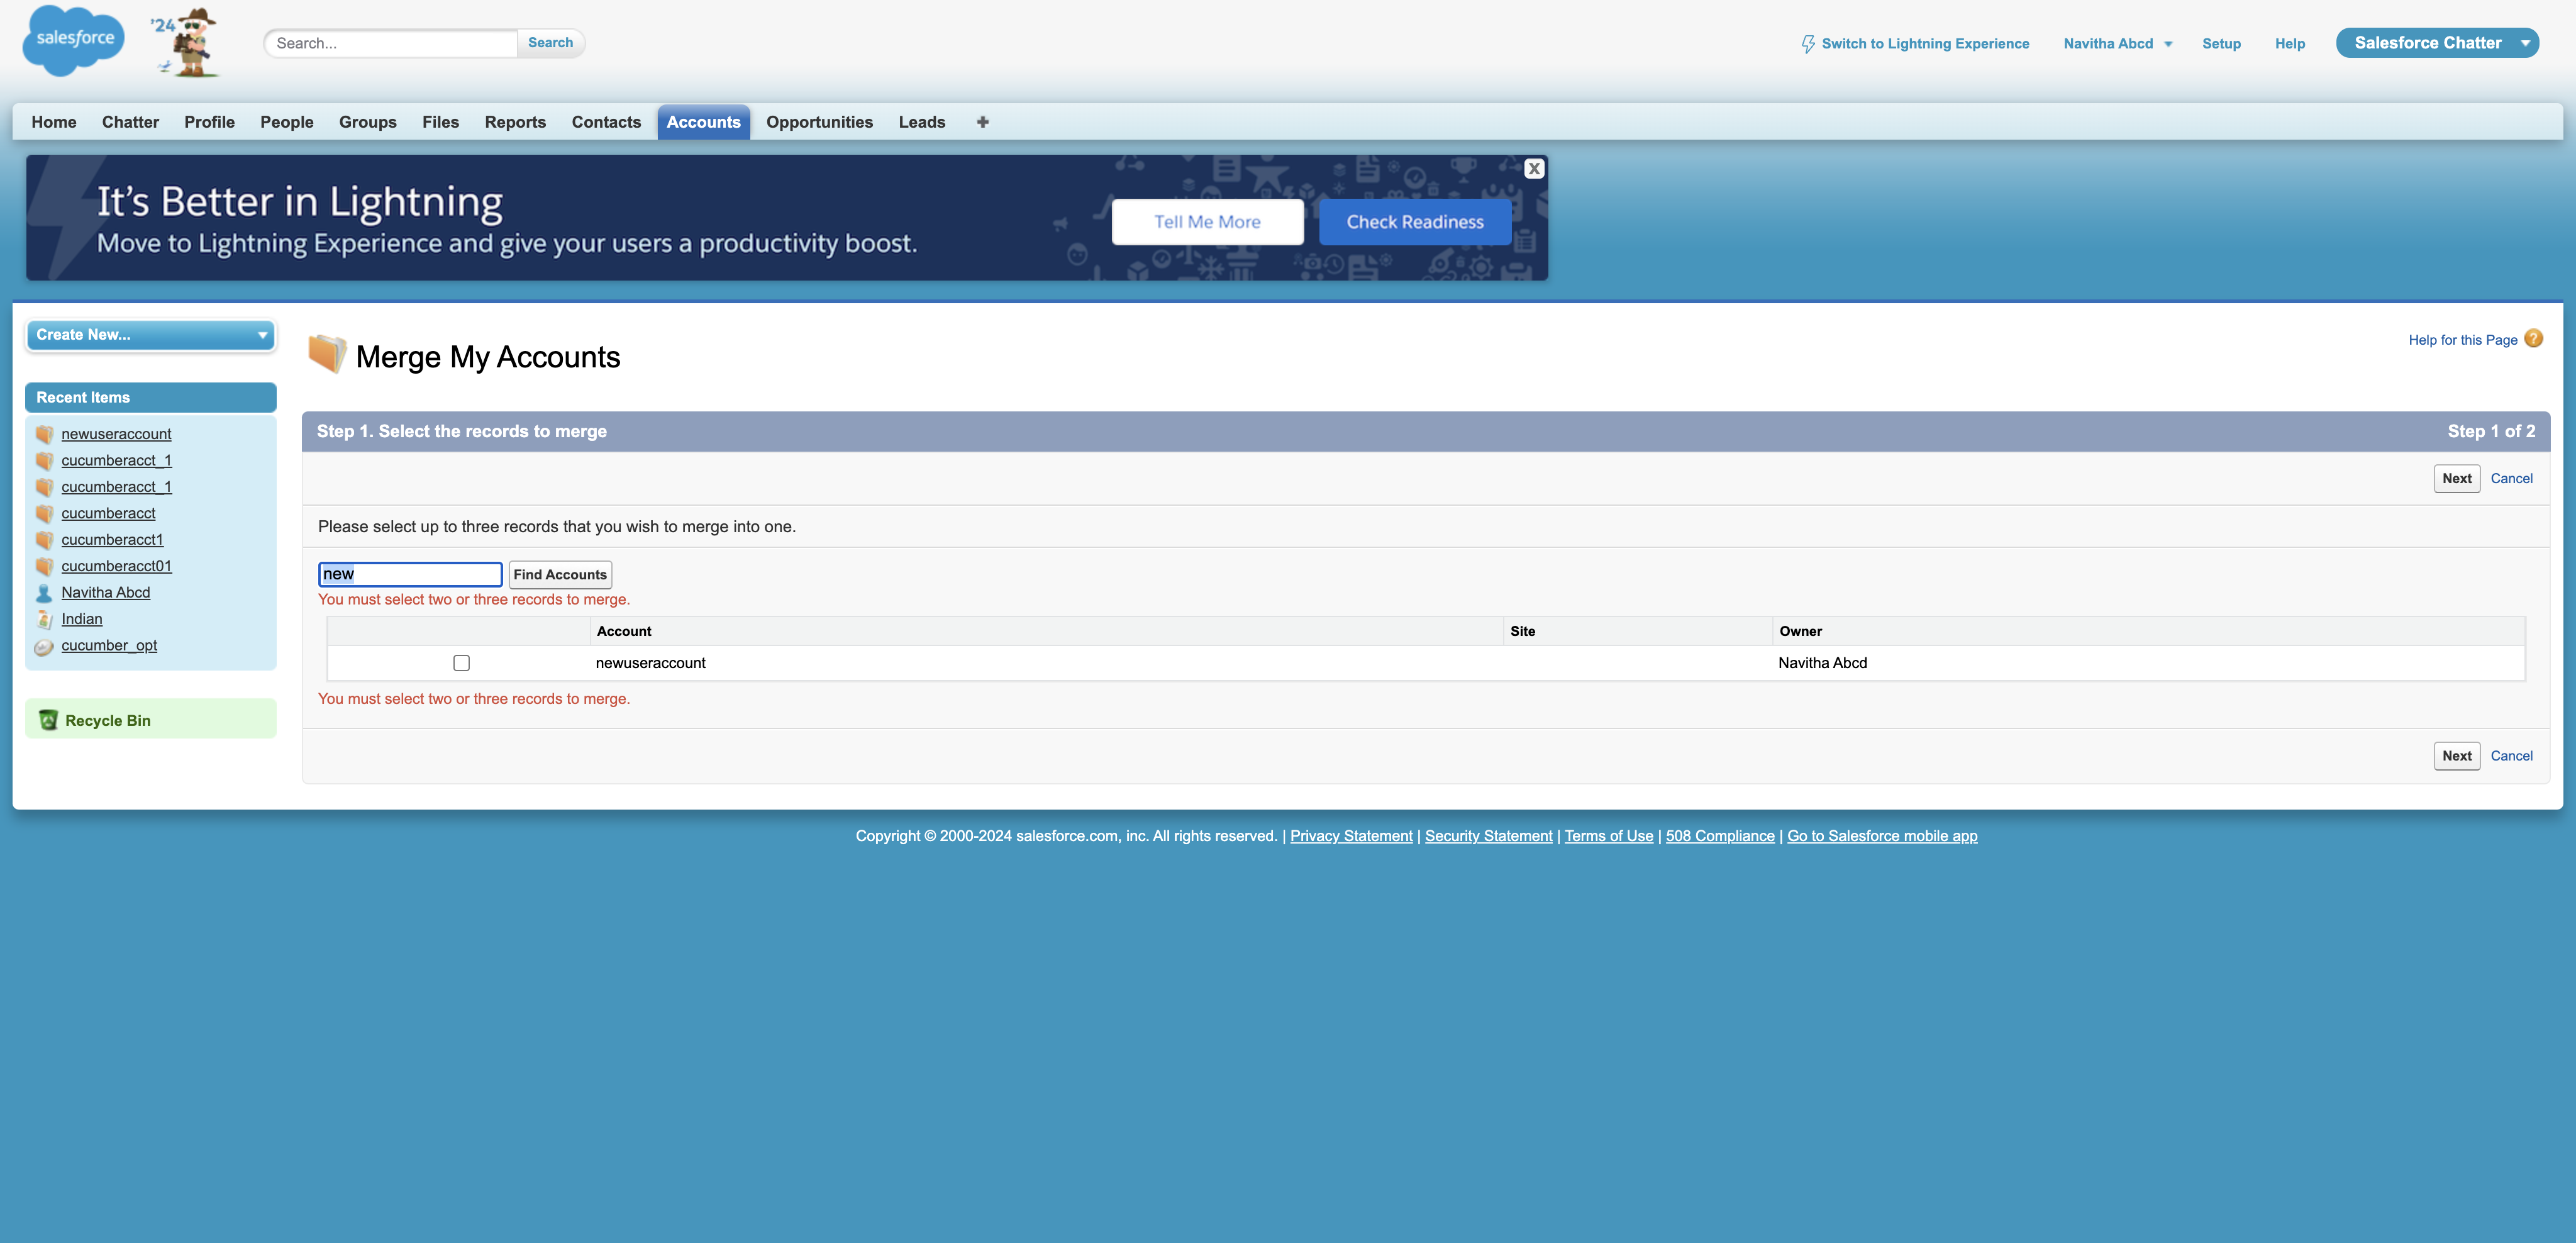 salesforce
'24
Search...
Search
Switch to Lightning Experience
Navitha Abcd
Setup
Help
Salesforce Chatter
Home
Chatter
Profile
People
Groups
Files
Reports
Contacts
Accounts
Opportunities
Leads
+
It's Better in Lightning
Move to Lightning Experience and give your users a productivity boost.
Tell Me More
Check Readiness
X
Create New...
Recent Items
newuseraccount
cucumberacct_1
cucumberacct_1
cucumberacct
cucumberacct1
cucumberacct01
Navitha Abcd
Indian
cucumber_opt
Recycle Bin
Merge My Accounts
Help for this Page ?
Step 1. Select the records to merge
Step 1 of 2
Next
Cancel
Please select up to three records that you wish to merge into one.
new
Find Accounts
You must select two or three records to merge.
Account Site Owner
newuseraccount Navitha Abcd
You must select two or three records to merge.
Next
Cancel
Copyright © 2000-2024 salesforce.com, inc. All rights reserved. | Privacy Statement | Security Statement | Terms of Use | 508 Compliance | Go to Salesforce mobile app